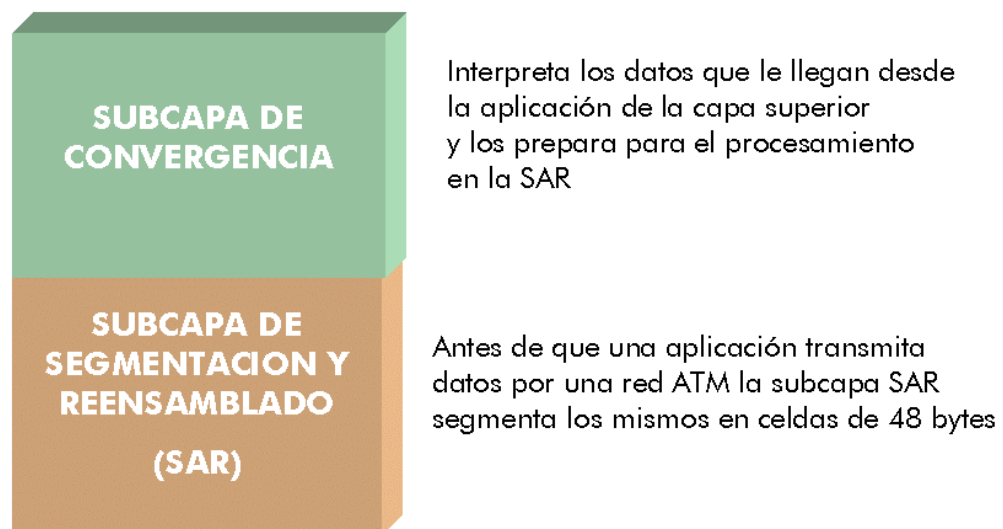 SUBCAPA DE
CONVERGENCIA
Interpreta los datos que le llegan desde
la aplicación de la capa superior
y los prepara para el procesamiento
en la SAR
SUBCAPA DE
SEGMENTACION Y
REENSAMBLADO
(SAR)
Antes de que una aplicación transmita
datos por una red ATM la subcapa SAR
segmenta los mismos en celdas de 48 bytes